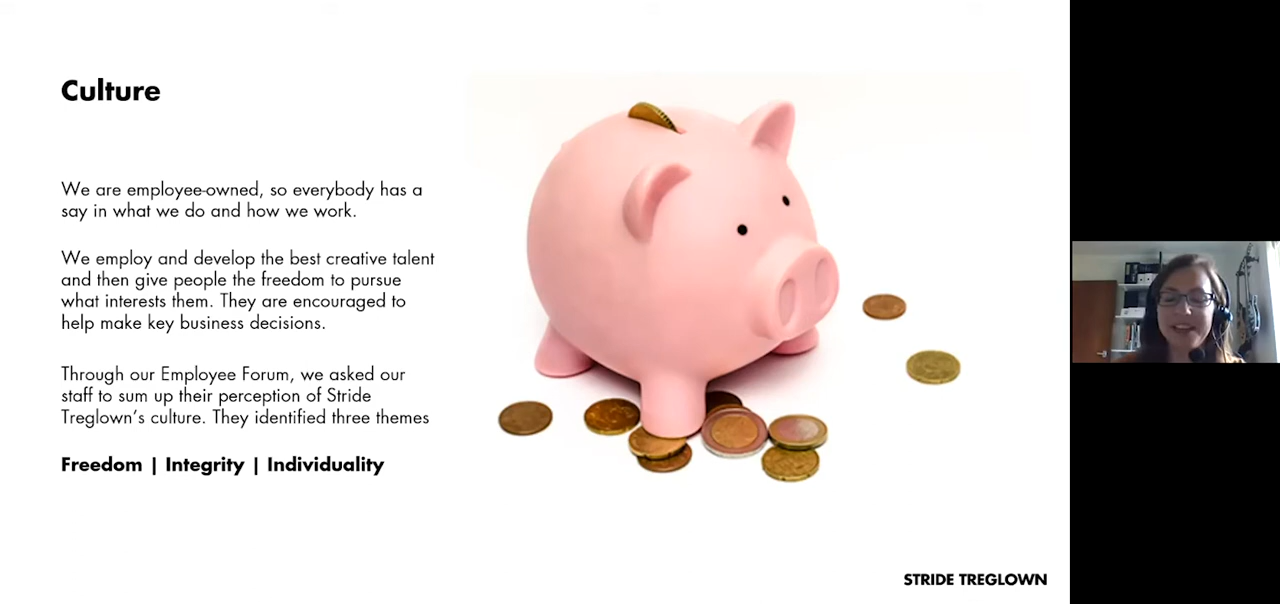 Culture
We are employee-owned, so everybody has a
say in what we do and how we work.
We employ and develop the best creative talent
and then give people the freedom to pursue
what interests them. They are encouraged to
help make key business decisions.
Through our Employee Forum, we asked our
staff to sum up their perception of Stride
Treglown’s culture. They identified three themes
Freedom | Integrity | Individuality
STRIDE TREGLOWN